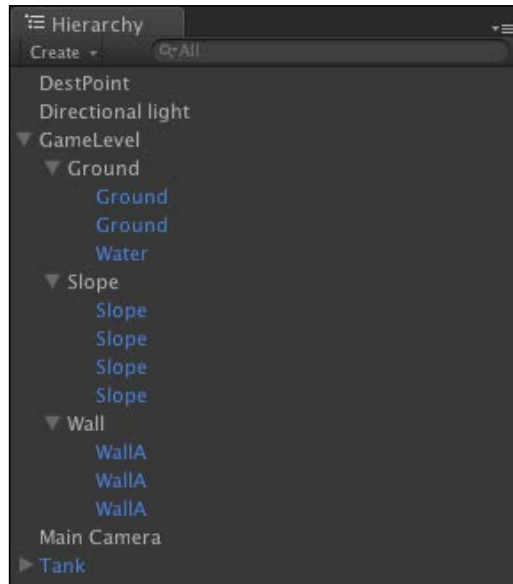 Hierarchy
Create
All
DestPoint
Directional light
GameLevel
Ground
Ground
Ground
Water
Slope
Slope
Slope
Slope
Slope
Wall
WallA
WallA
WallA
Main Camera
Tank